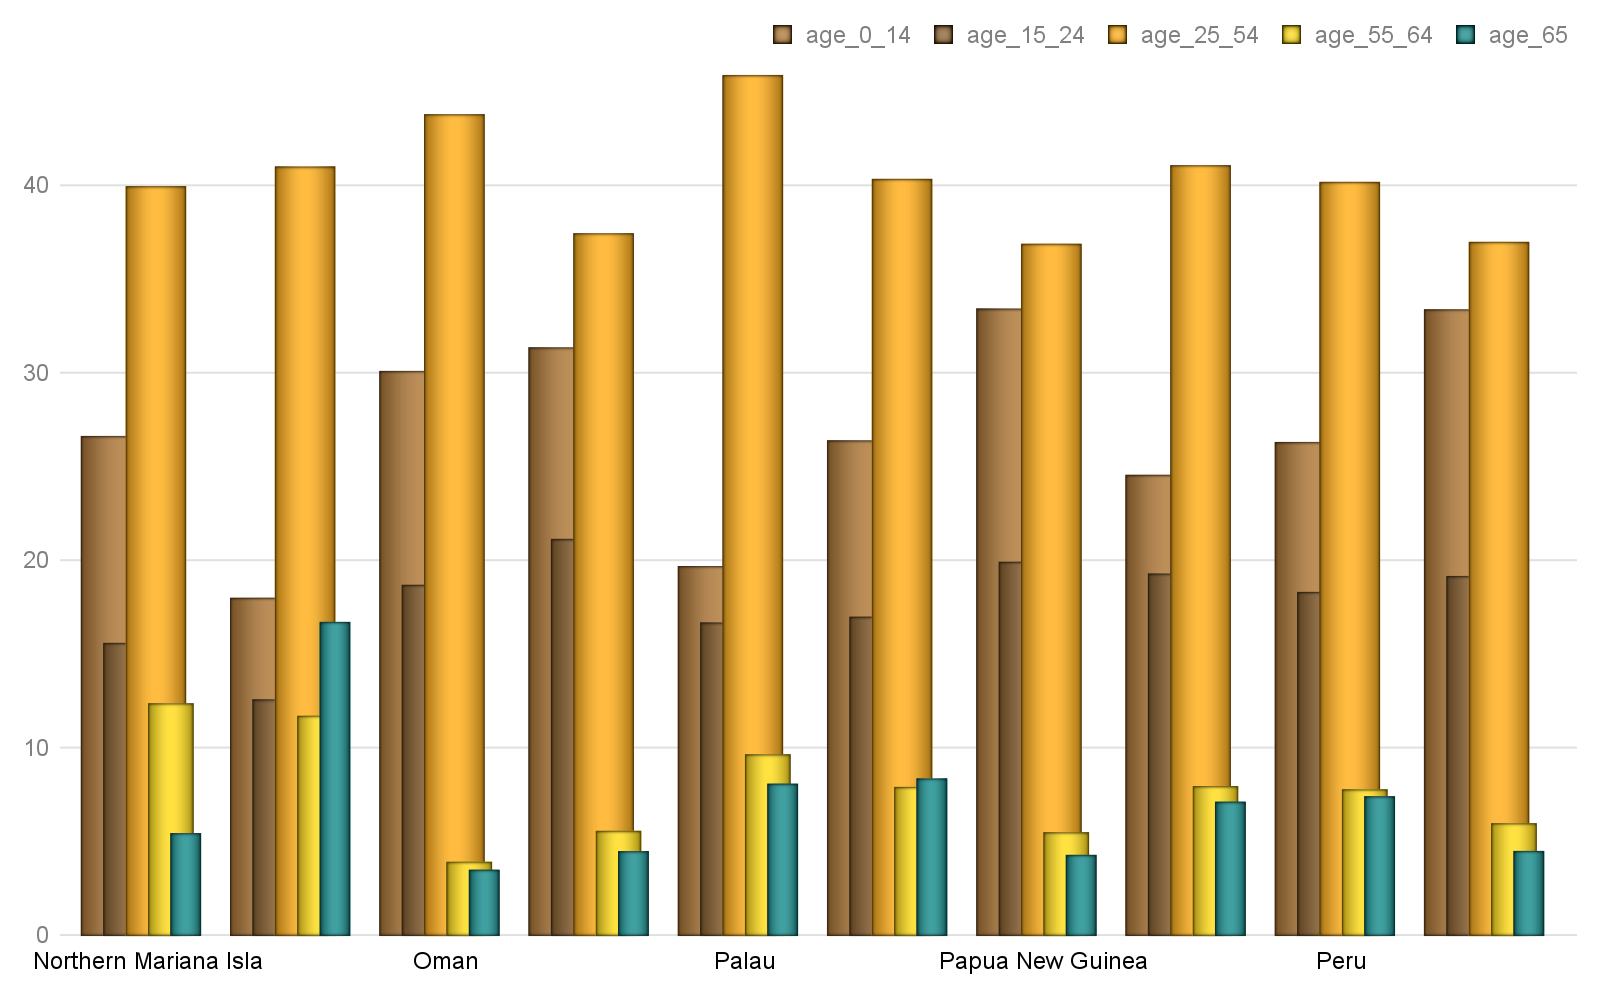 age_0_14 age_15_24 age_25_54 age_55_64 age_65
40
30
20
10
0
Northern Mariana Isla Oman Palau Papua New Guinea Peru